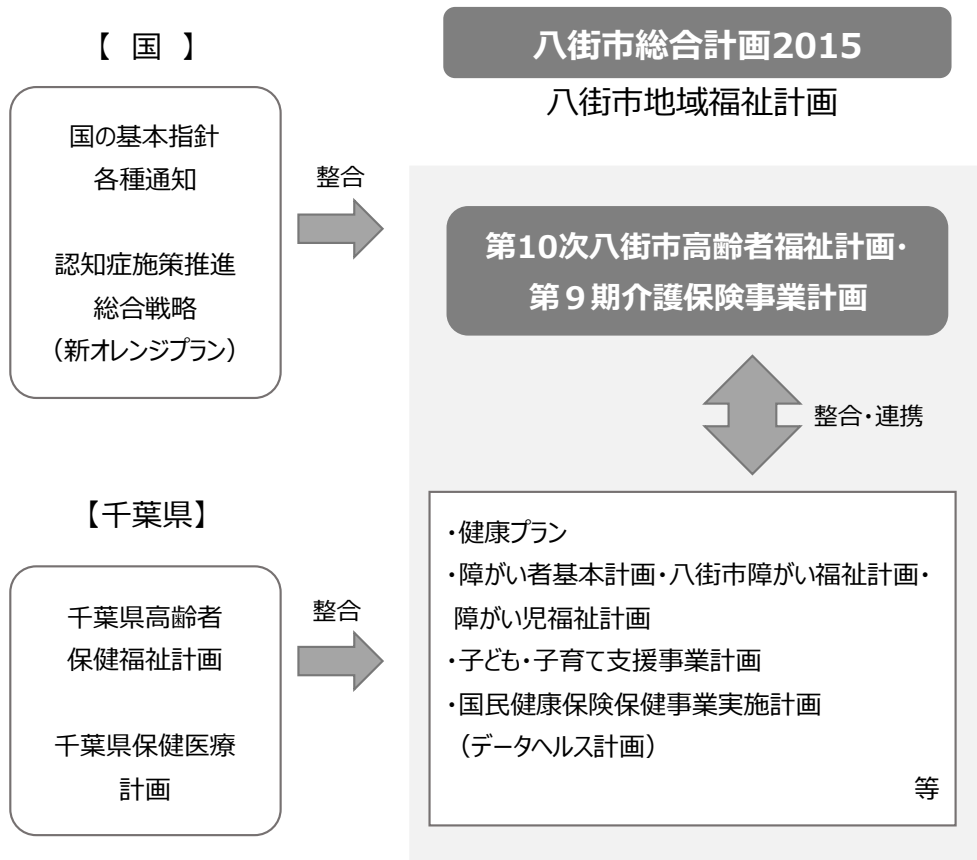 【 国 】
国の基本指針
各種通知
認知症施策推進
総合戦略
（新オレンジプラン）
整合
【千葉県】
千葉県高齢者
保健福祉計画
千葉県保健医療
計画
整合
八街市総合計画2015
八街市地域福祉計画
第10次八街市高齢者福祉計画・
第９期介護保険事業計画
整合・連携
・健康プラン
・障がい者基本計画・八街市障がい福祉計画・
障がい児福祉計画
・子ども・子育て支援事業計画
・国民健康保険保健事業実施計画
（データヘルス計画）
等